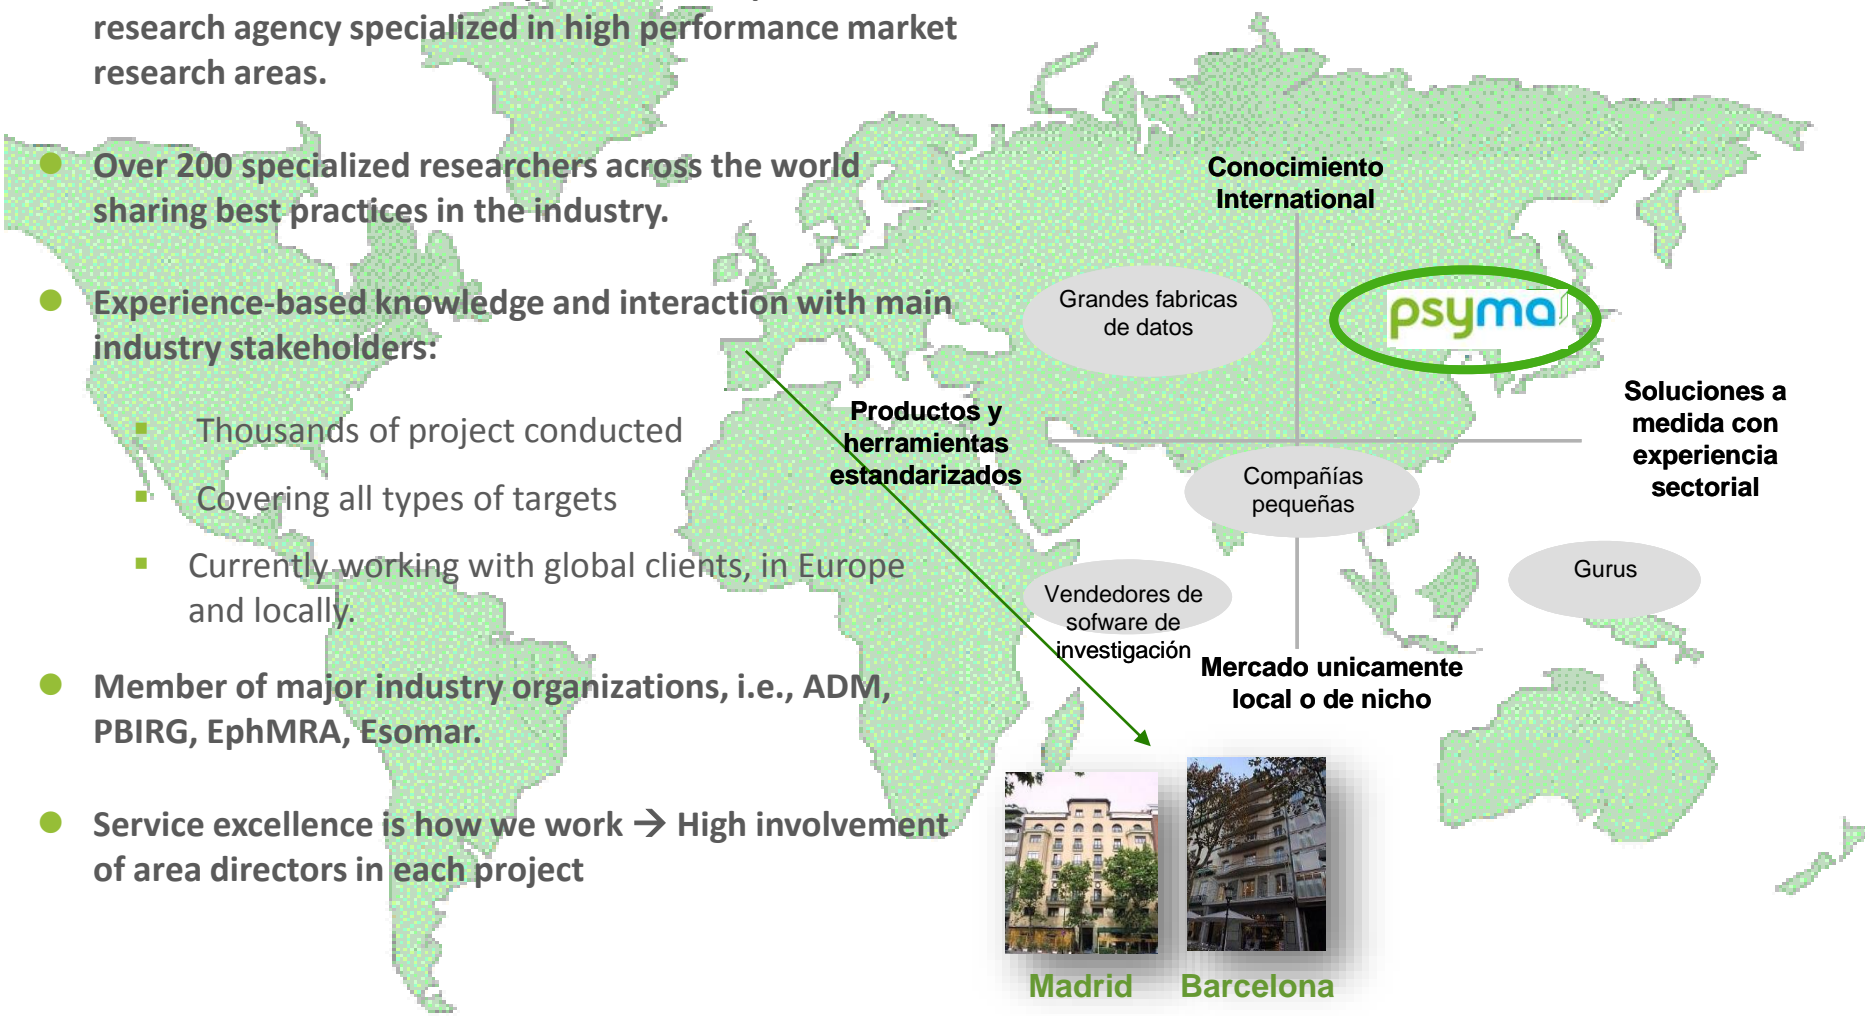 research agency specialized in high performance market
research areas.
Over 200 specialized researchers across the world
sharing best practices in the industry.
Experience-based knowledge and interaction with main
industry stakeholders:
Thousands of project conducted
Covering all types of targets
Currently working with global clients, in Europe
and locally.
Member of major industry organizations, i.e., ADM,
PBIRG, EphMRA, Esomar.
Service excellence is how we work → High involvement
of area directors in each project
Conocimiento
International
Grandes fabricas
de datos
psyma
Productos y
herramientas
estandarizados
Soluciones a
medida con
experiencia
sectorial
Compañías
pequeñas
Vendedores de
sofware de
investigación
Gurus
Mercado unicamente
local o de nicho
Madrid
Barcelona